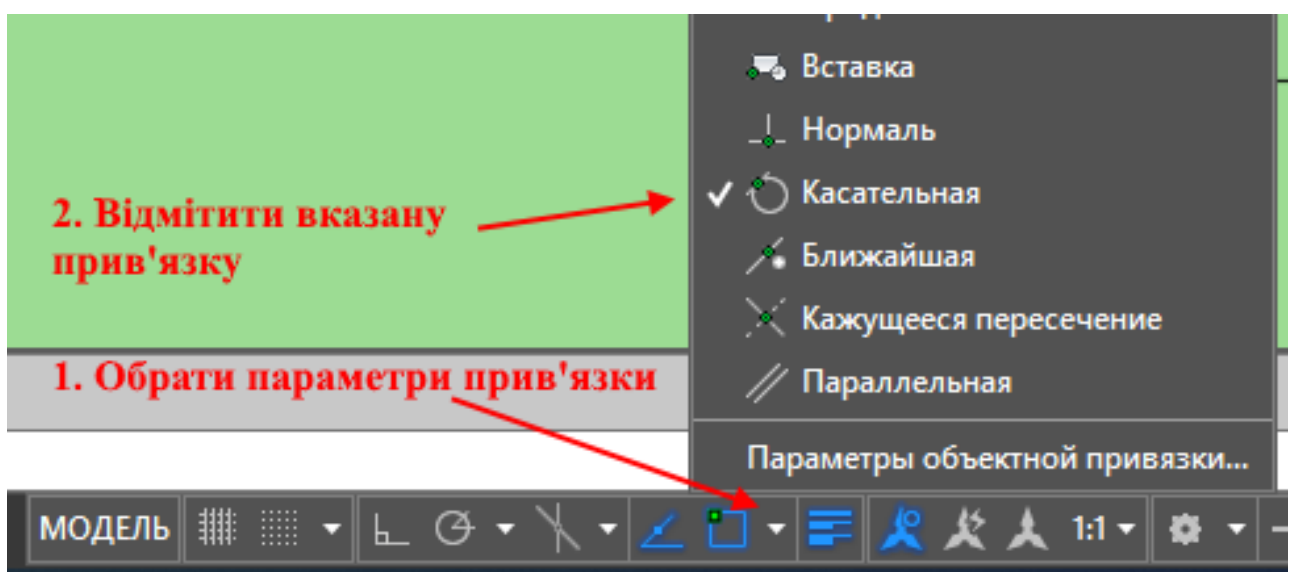 Вставка
Нормаль
Касательная
Ближайшая
Кажущееся пересечение
Параллельная
Параметры объектной привязки...
2. Відмітити вказану
прив'язку
1. Обрати параметри прив'язки
МОДЕЛЬ
1:1